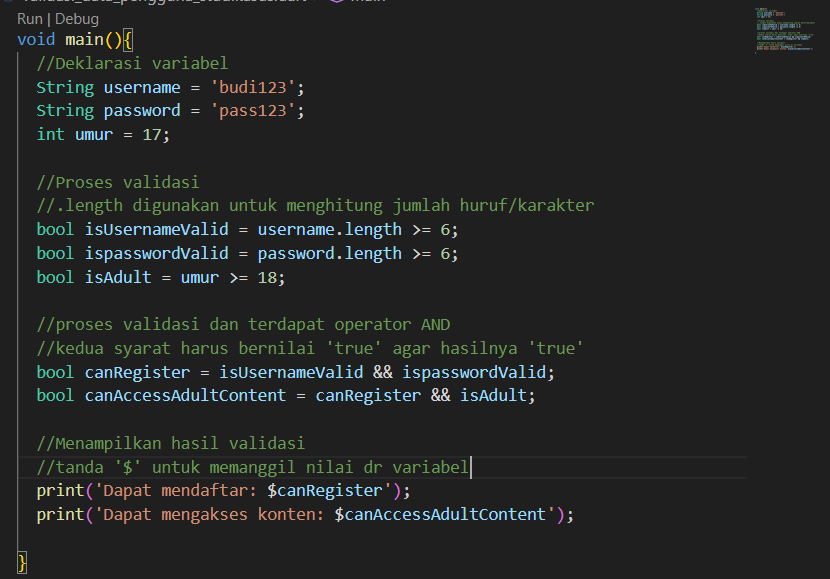 Run | Debug
void main(){
//Deklarasi variabel
String username = 'budi123';
String password = 'pass123';
int umur = 17;
//Proses validasi
//.length digunakan untuk menghitung jumlah huruf/karakter
bool isUsernameValid = username.length >= 6;
bool ispasswordValid = password.length >= 6;
bool isAdult = umur >= 18;
//proses validasi dan terdapat operator AND
//kedua syarat harus bernilai 'true' agar hasilnya 'true'
bool canRegister = isUsernameValid && ispasswordValid;
bool canAccessAdultContent = canRegister && isAdult;
//Menampilkan hasil validasi
//tanda '$' untuk memanggil nilai dr variabel
print('Dapat mendaftar: $canRegister');
print('Dapat mengakses konten: $canAccessAdultContent');
}